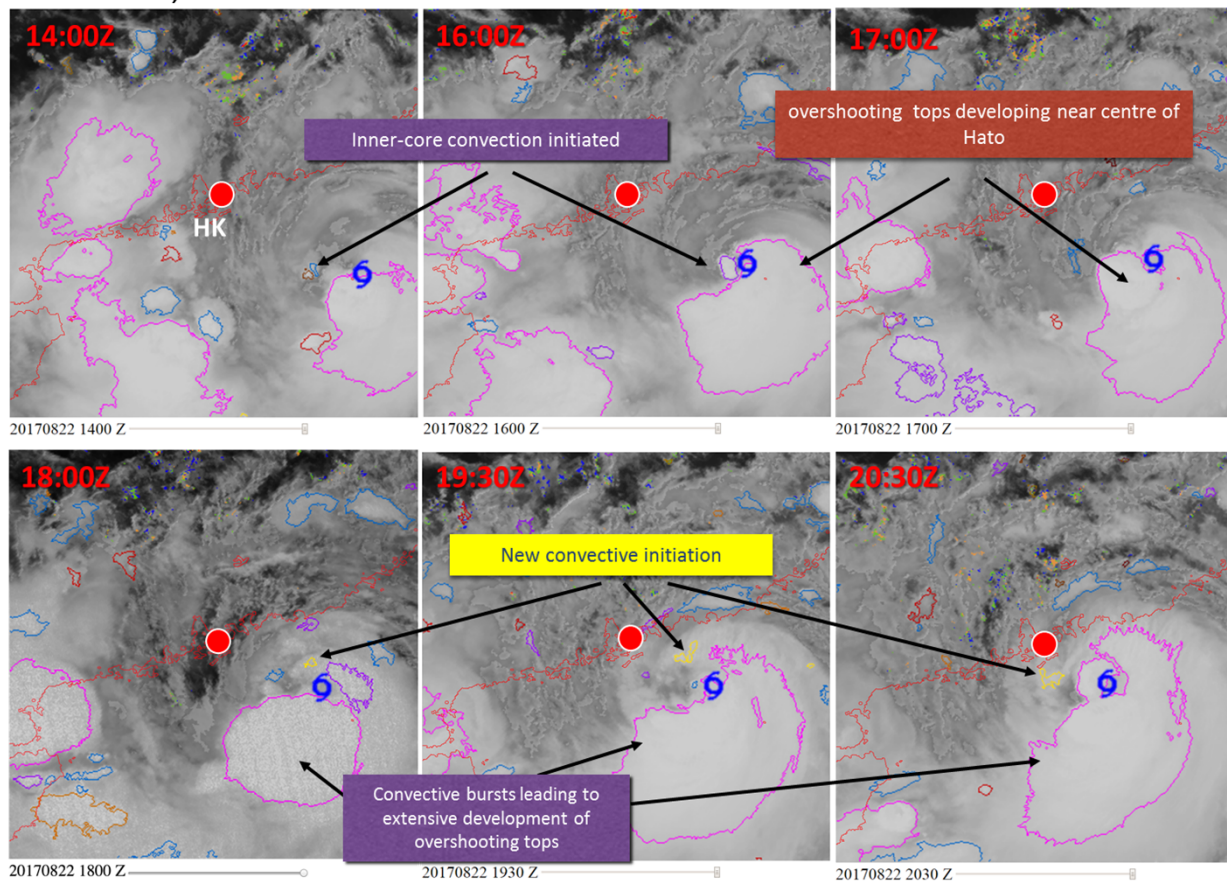 14:00Z
16:00Z
17:00Z
Inner-core convection initiated
overshooting tops developing near centre of
Hato
HK
20170822 1400 Z
20170822 1600 Z
20170822 1700 Z
18:00Z
19:30Z
20:30Z
New convective initiation
Convective bursts leading to
extensive development of
overshooting tops
20170822 1800 Z
20170822 1930 Z
20170822 2030 Z